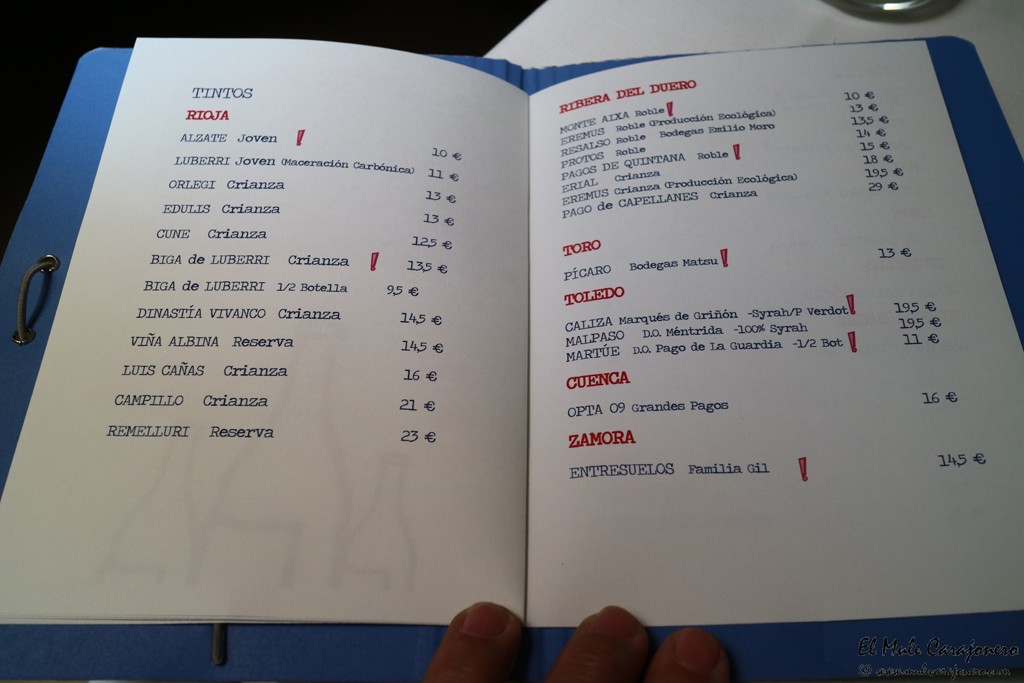 TINTOS
RIOJA
ALZATE Joven ! 10 €
LUBERRI Joven (Maceración Carbónica) 11 €
ORLEGI Crianza 13 €
EDULIS Crianza 13 €
CUNE Crianza 12,5 €
BIGA de LUBERRI Crianza ! 13,5 €
BIGA de LUBERRI 1/2 Botella 9,5 €
DINASTÍA VIVANCO Crianza 14,5 €
VIÑA ALBINA Reserva 14,5 €
LUIS CAÑAS Crianza 16 €
CAMPILLO Crianza 21 €
REMELLURI Reserva 23 €
RIBERA DEL DUERO
MONTE AIXA Roble ! 10 €
EREMUS Roble (Producción Ecológica) 13 €
RESALSO Roble Bodegas Emilio Moro 13,5 €
PROTOS Roble 14 €
PAGOS DE QUINTANA Roble ! 15 €
ERIAL Crianza 18 €
EREMUS Crianza (Producción Ecológica) 19,5 €
PAGO de CAPELLANES Crianza 29 €
TORO
PÍCARO Bodegas Matsu ! 13 €
TOLEDO
CALIZA Marqués de Griñón -Syrah/P Verdot ! 19,5 €
MALPASO D.O. Méntrida -100% Syrah 19,5 €
MARTÚE D.O. Pago de La Guardia -1/2 Bot ! 11 €
CUENCA
OPTA 09 Grandes Pagos 16 €
ZAMORA
ENTRESUELOS Familia Gil ! 14,5 €
El Muli Carajonero
© www.mulicarajonero.com